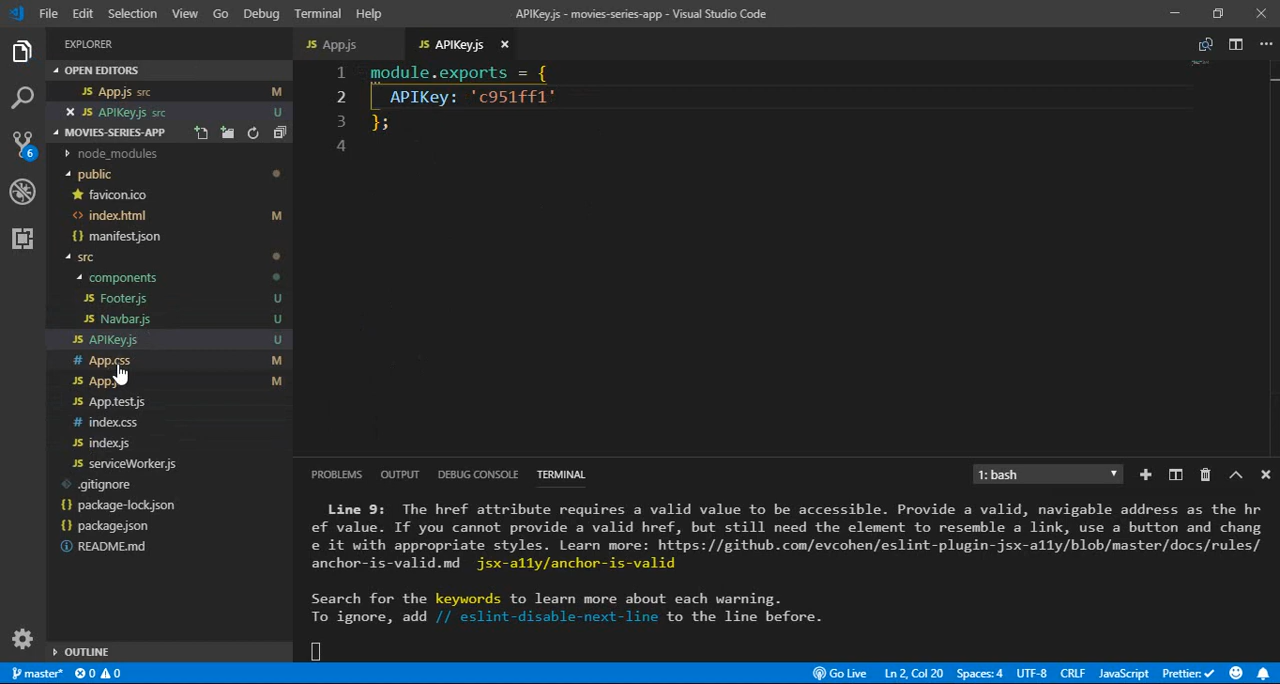 File Edit Selection View Go Debug Terminal Help
APIKey.js - movies-series-app - Visual Studio Code
EXPLORER
OPEN EDITORS
JS App.js src M
JS APIKey.js src U
MOVIES-SERIES-APP
node_modules
public
favicon.ico
<> index.html M
{} manifest.json
src
components
JS Footer.js U
JS Navbar.js U
JS APIKey.js U
# App.css M
JS App.j M
JS App.test.js
# index.css
JS index.js
JS serviceWorker.js
.gitignore
{} package-lock.json
{} package.json
README.md
OUTLINE
6
JS App.js
JS APIKey.js
1 module.exports = {
2 APIKey: 'c951ff1'
3 };
4
PROBLEMS OUTPUT DEBUG CONSOLE TERMINAL
1: bash
Line 9: The href attribute requires a valid value to be accessible. Provide a valid, navigable address as the hr
ef value. If you cannot provide a valid href, but still need the element to resemble a link, use a button and chang
e it with appropriate styles. Learn more: https://github.com/evcohen/eslint-plugin-jsx-a11y/blob/master/docs/rules/
anchor-is-valid.md jsx-a11y/anchor-is-valid
Search for the keywords to learn more about each warning.
To ignore, add // eslint-disable-next-line to the line before.
master* 0 0
Go Live Ln 2, Col 20 Spaces: 4 UTF-8 CRLF JavaScript Prettier: ✓